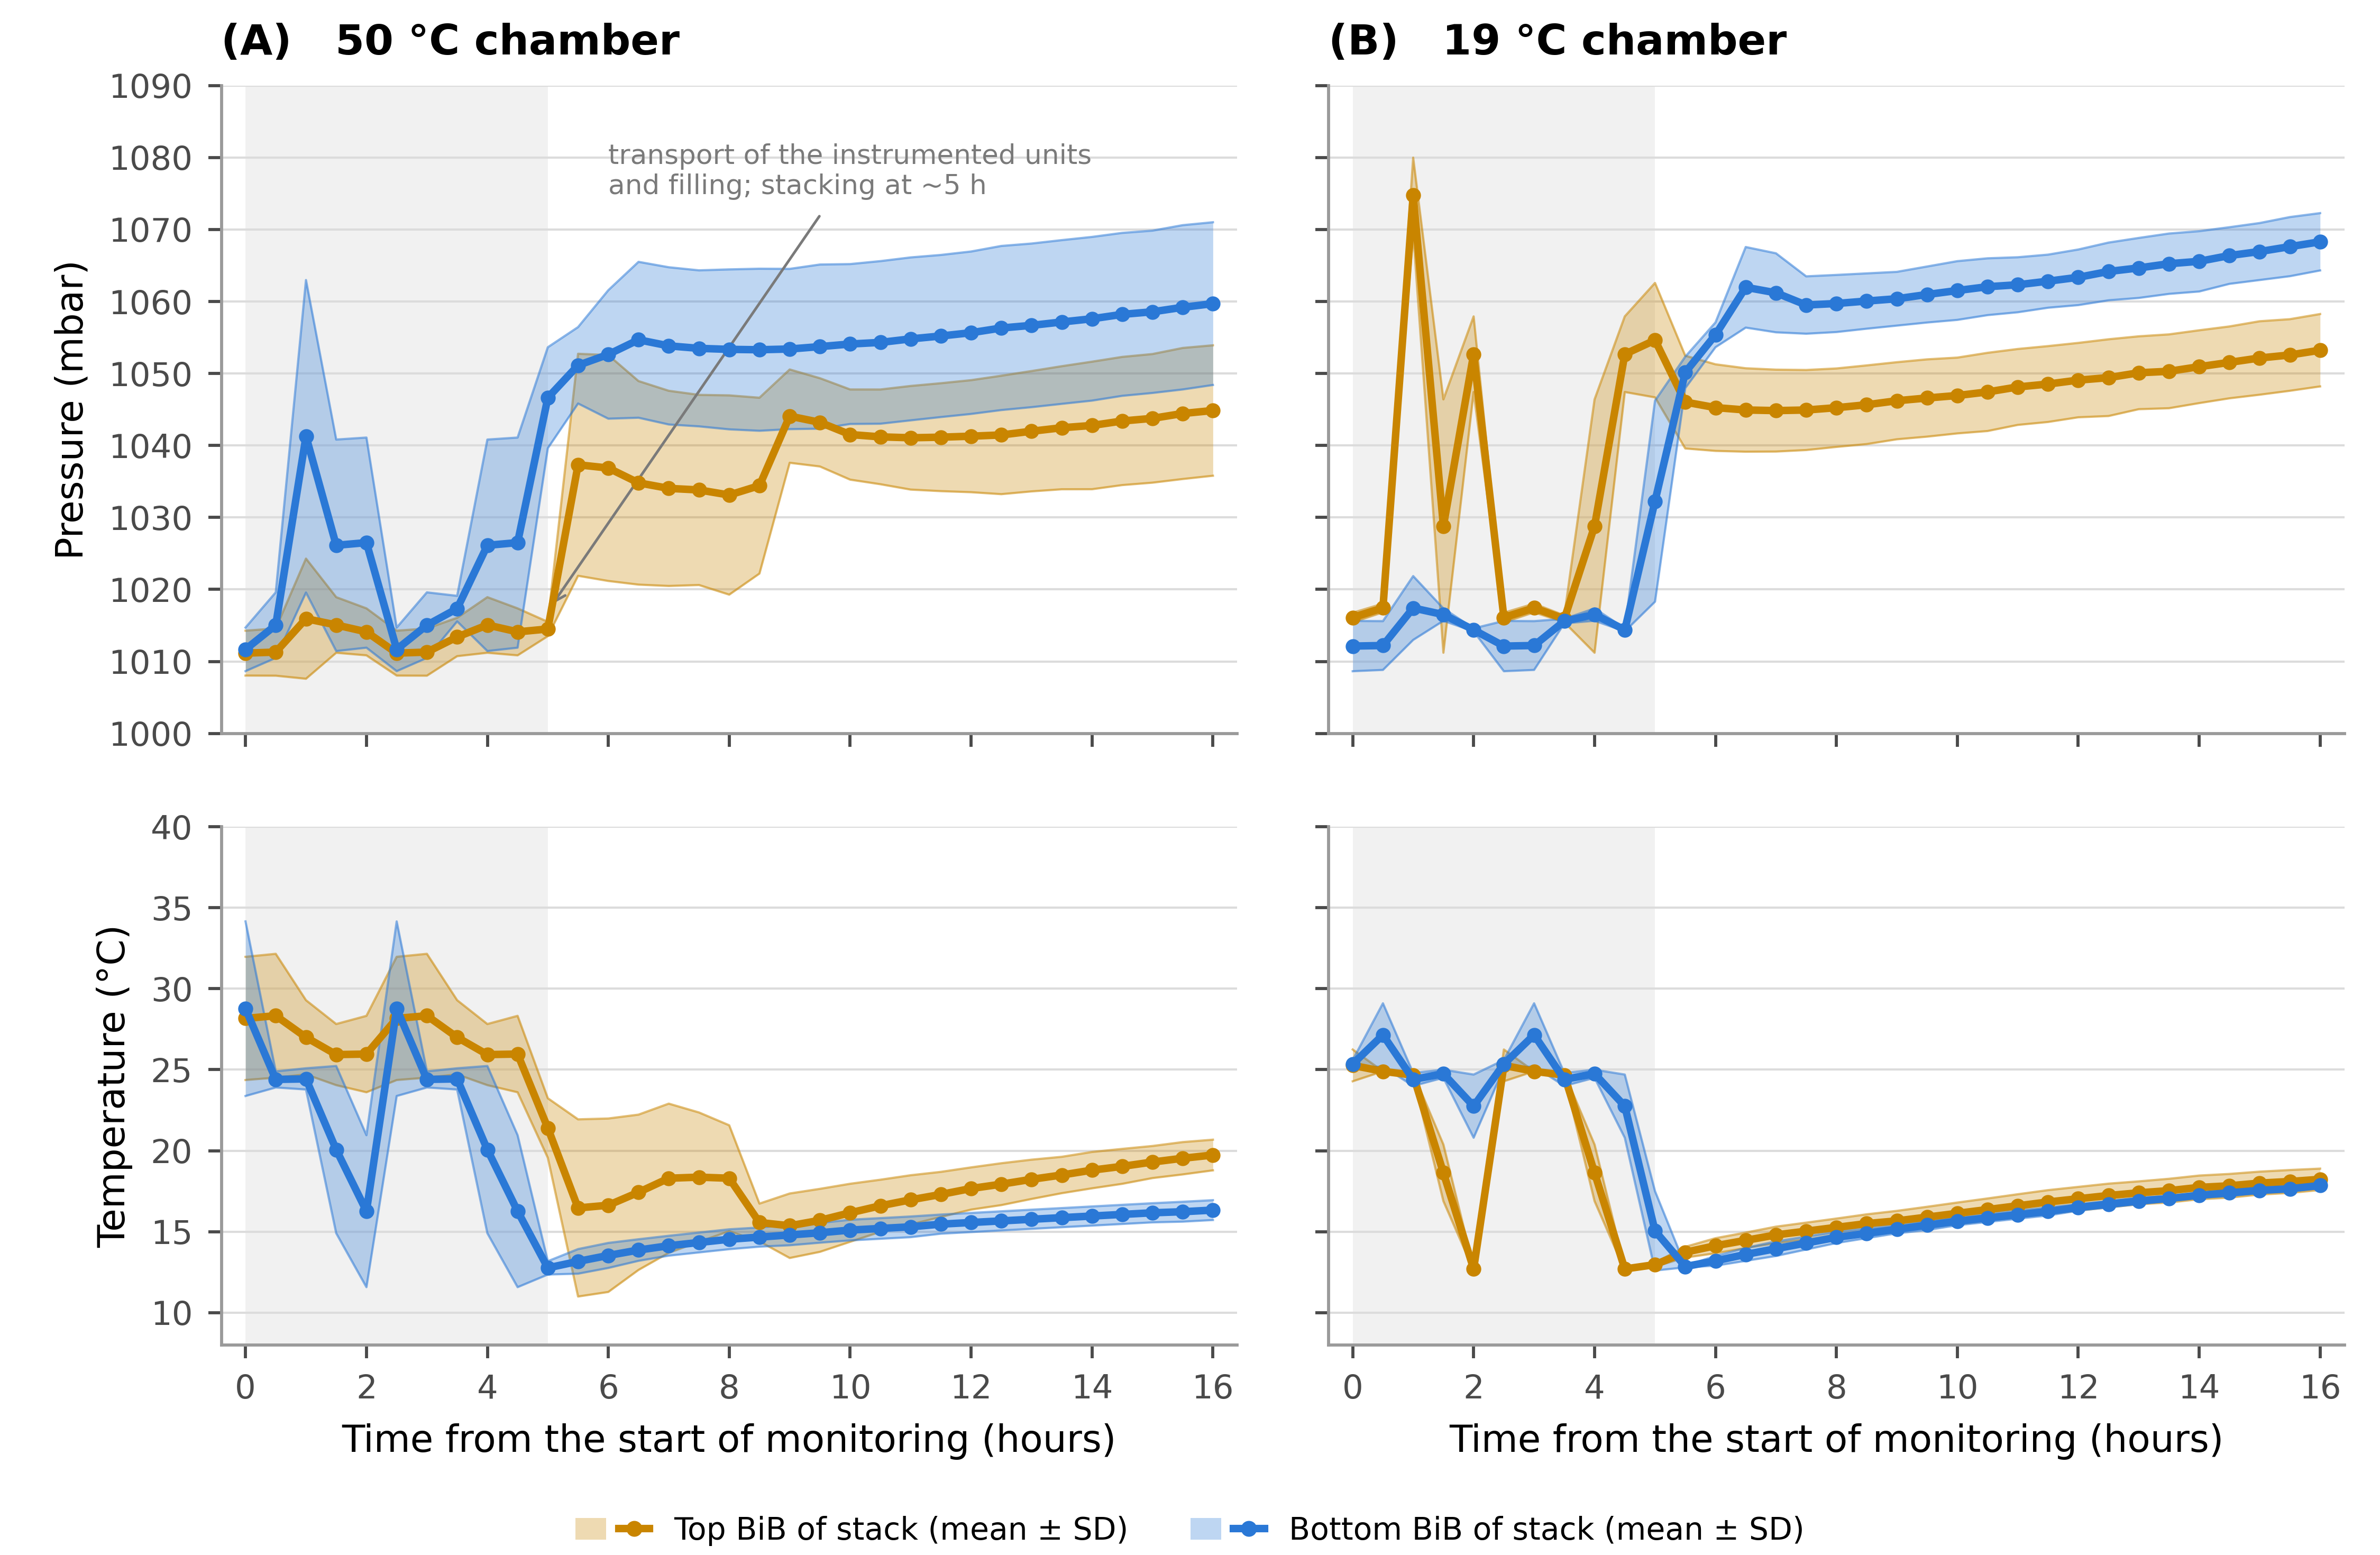 (A) 50 °C chamber
(B) 19 °C chamber
1090
1080
1070
1060
1050
1040
1030
1020
1010
1000
Pressure (mbar)
transport of the instrumented units
and filling; stacking at ~5 h
40
35
30
25
20
15
10
Temperature (°C)
0 2 4 6 8 10 12 14 16
0 2 4 6 8 10 12 14 16
Time from the start of monitoring (hours)
Time from the start of monitoring (hours)
Top BiB of stack (mean ± SD)
Bottom BiB of stack (mean ± SD)